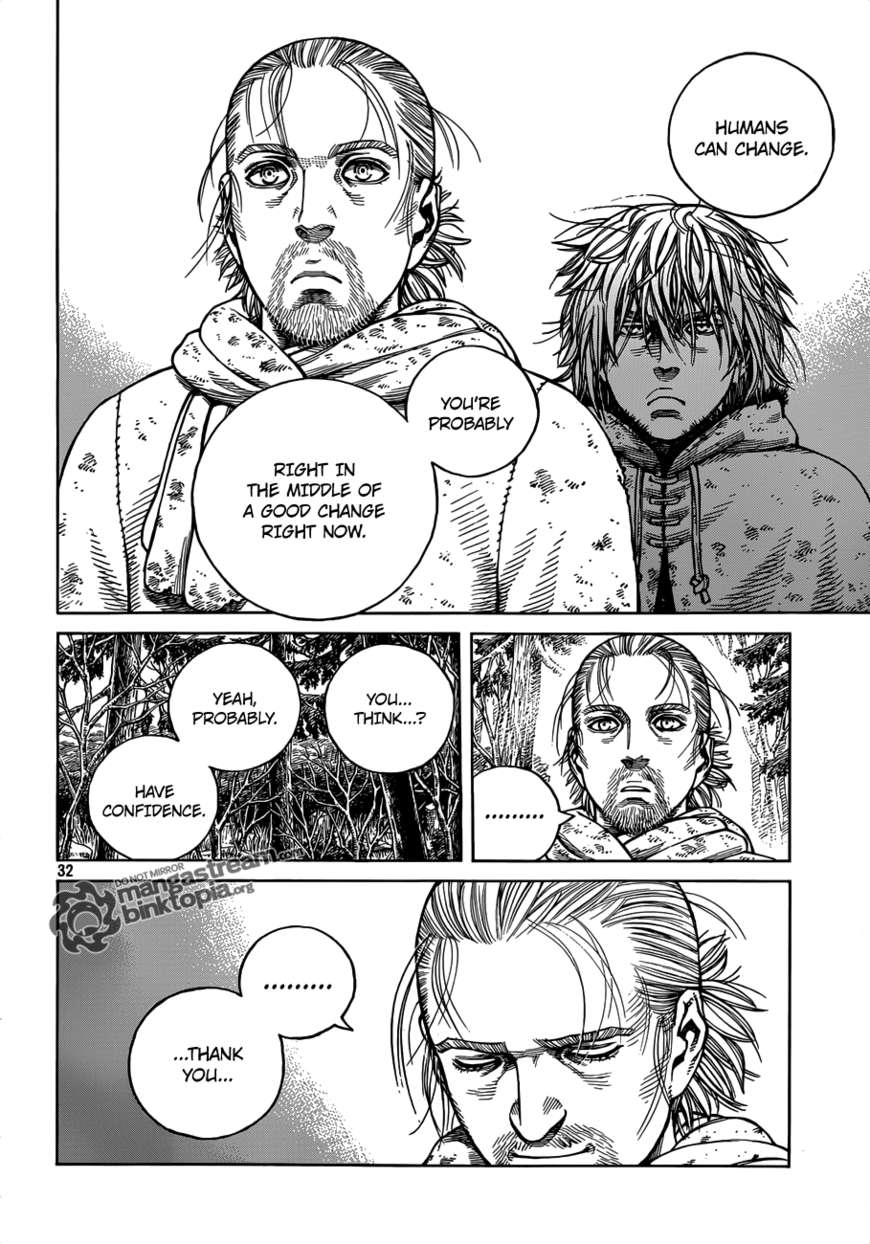 HUMANS
CAN CHANGE.
YOU'RE
PROBABLY
RIGHT IN
THE MIDDLE OF
A GOOD CHANGE
RIGHT NOW.
YOU...
THINK...?
YEAH,
PROBABLY.
HAVE
CONFIDENCE.
.........
32
DO NOT MIRROR
mangastream.com
binktopia.org
.........
...THANK
YOU...